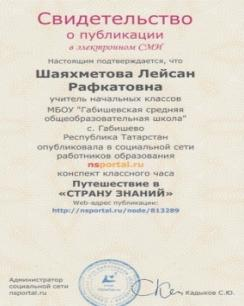 Свидетельство
о публикации
в электронном СМИ
Настоящим подтверждается, что
Шаяхметова Лейсан
Рафкатовна
учитель начальных классов
МБОУ "Габишевская средняя
общеобразовательная школа"
с. Габишево
Республика Татарстан
опубликовала в социальной сети
работников образования
nsportal.ru
конспект классного часа
Путешествие в
«СТРАНУ ЗНАНИЙ»
Web-адрес публикации:
http://nsportal.ru/node/813289
Администратор
социальной сети
nsportal.ru
Кадыков С.Ю.